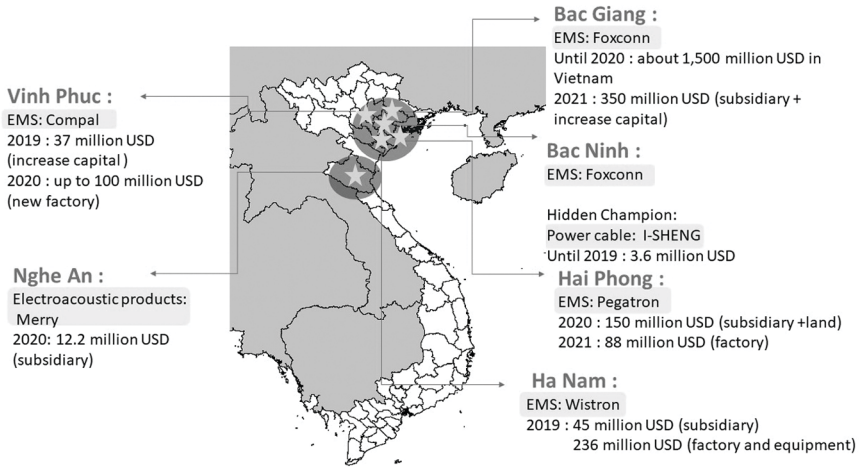 Bac Giang :
EMS: Foxconn
Until 2020 : about 1,500 million USD in
Vietnam
2021 : 350 million USD (subsidiary +
increase capital)
Vinh Phuc :
EMS: Compal
2019 : 37 million USD
(increase capital)
2020 : up to 100 million USD
(new factory)
Bac Ninh :
EMS: Foxconn
Hidden Champion:
Power cable: I-SHENG
Until 2019 : 3.6 million USD
Nghe An :
Electroacoustic products:
Merry
2020: 12.2 million USD
(subsidiary)
Hai Phong :
EMS: Pegatron
2020 : 150 million USD (subsidiary +land)
2021 : 88 million USD (factory)
Ha Nam :
EMS: Wistron
2019 : 45 million USD (subsidiary)
236 million USD (factory and equipment)